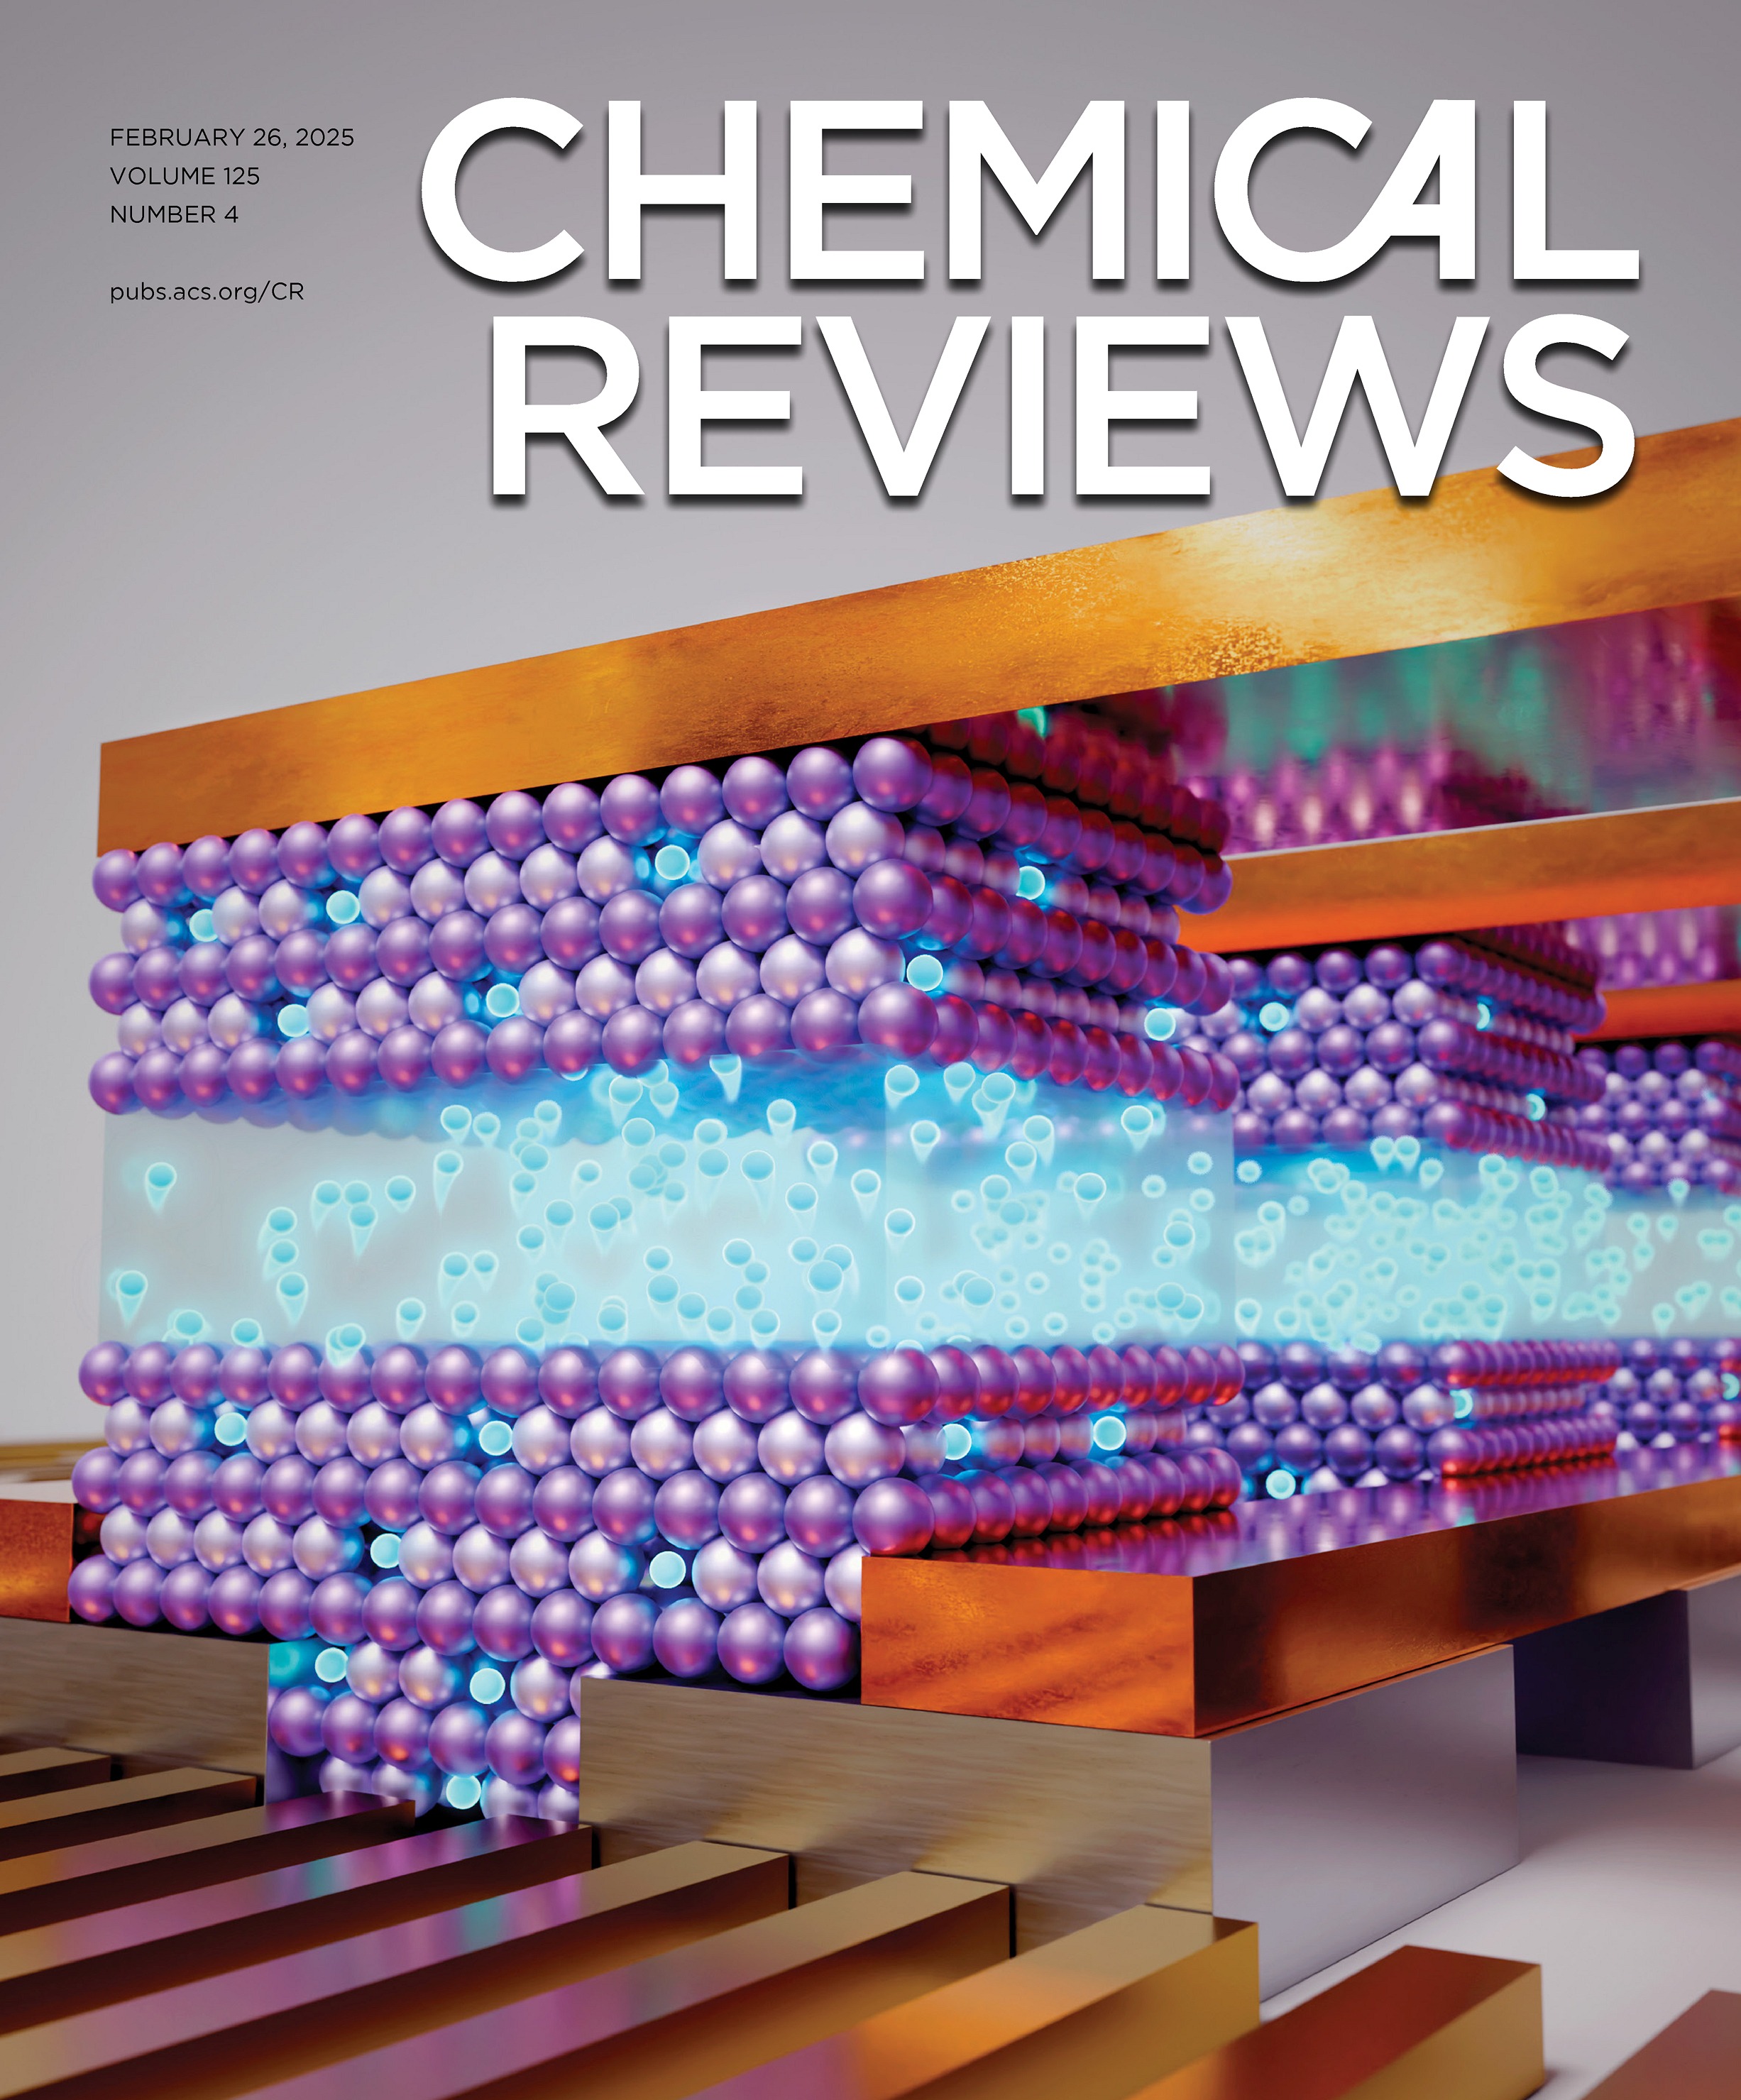 FEBRUARY 26, 2025
VOLUME 125
NUMBER 4
pubs.acs.org/CR
CHEMICAL
REVIEWS